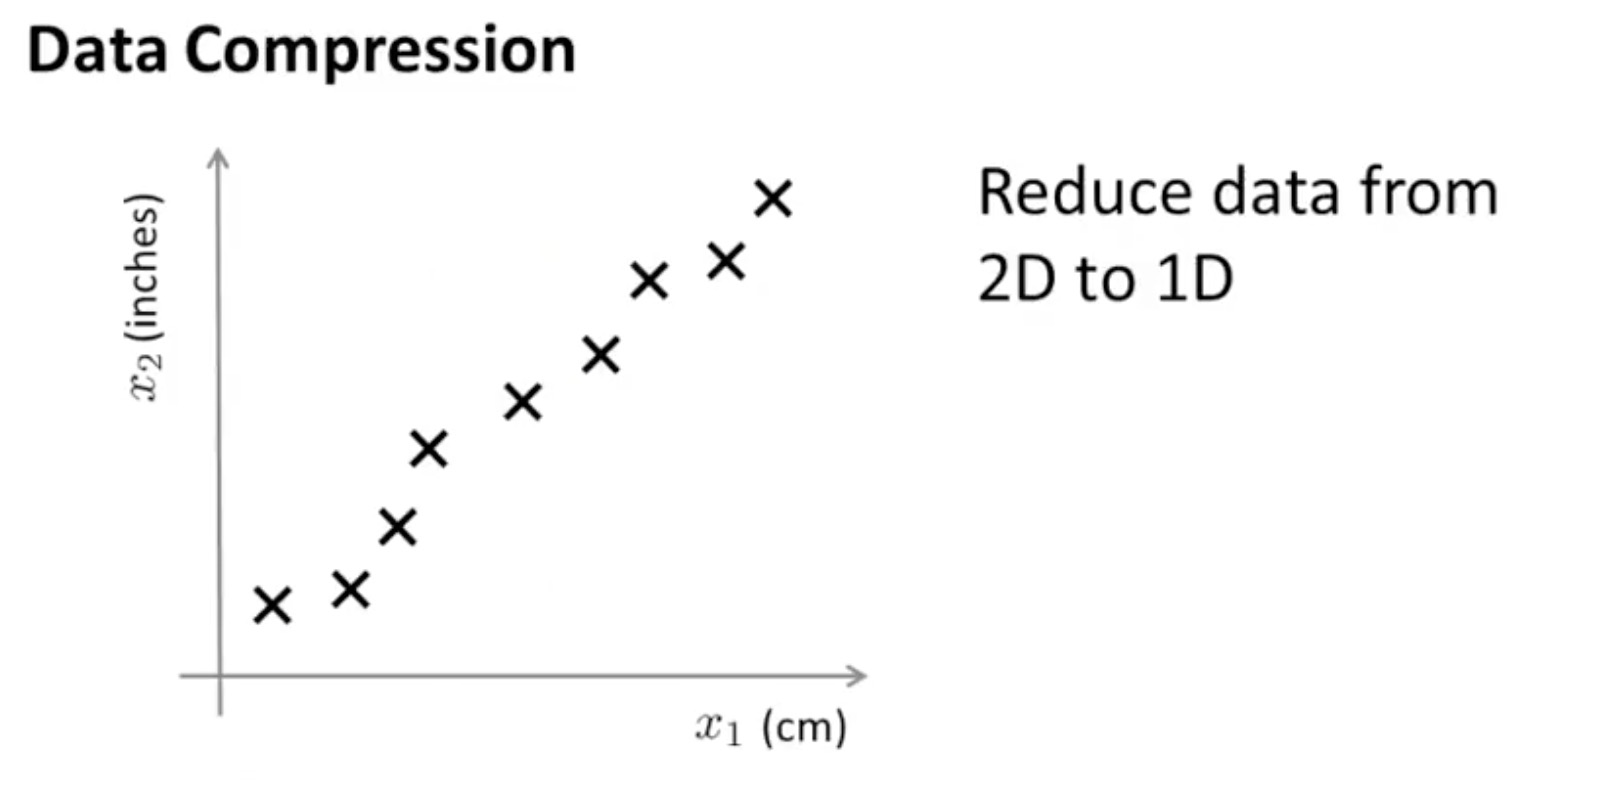 Data Compression
x₂ (inches)
Reduce data from
2D to 1D
x₁ (cm)